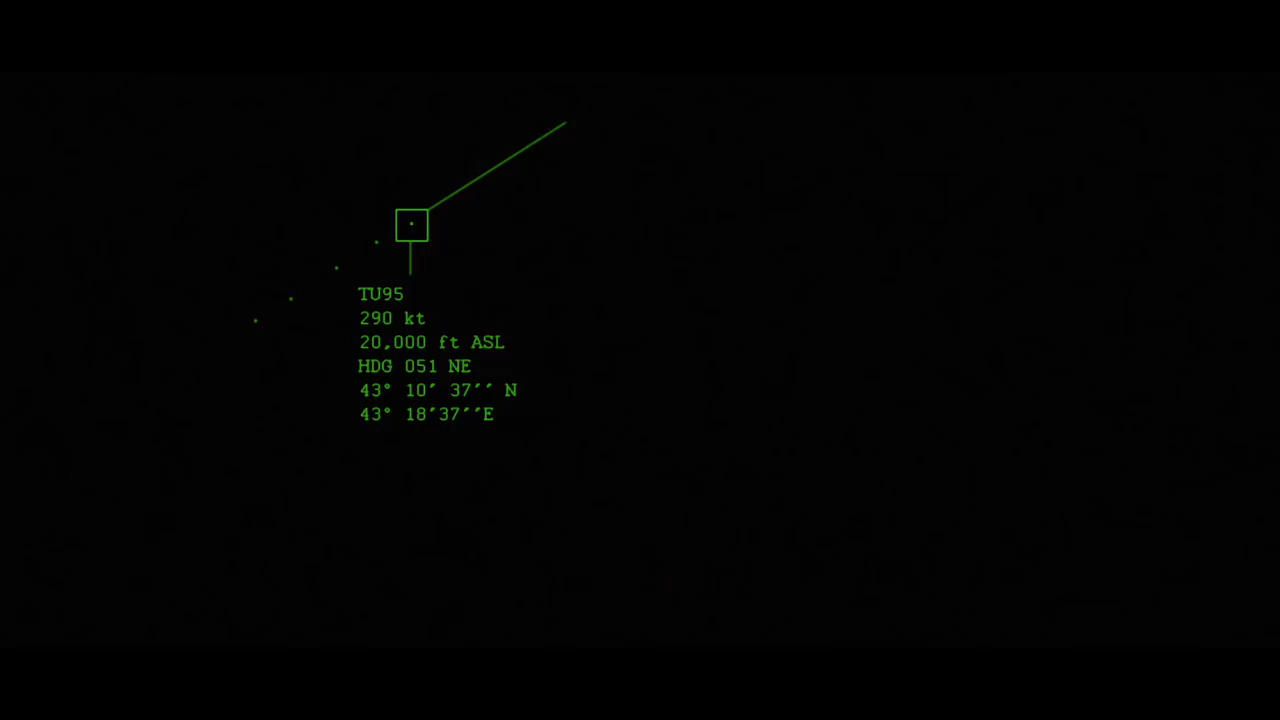 TU95
290 kt
20,000 ft ASL
HDG 051 NE
43° 10′ 37′′ N
43° 18′37′′E